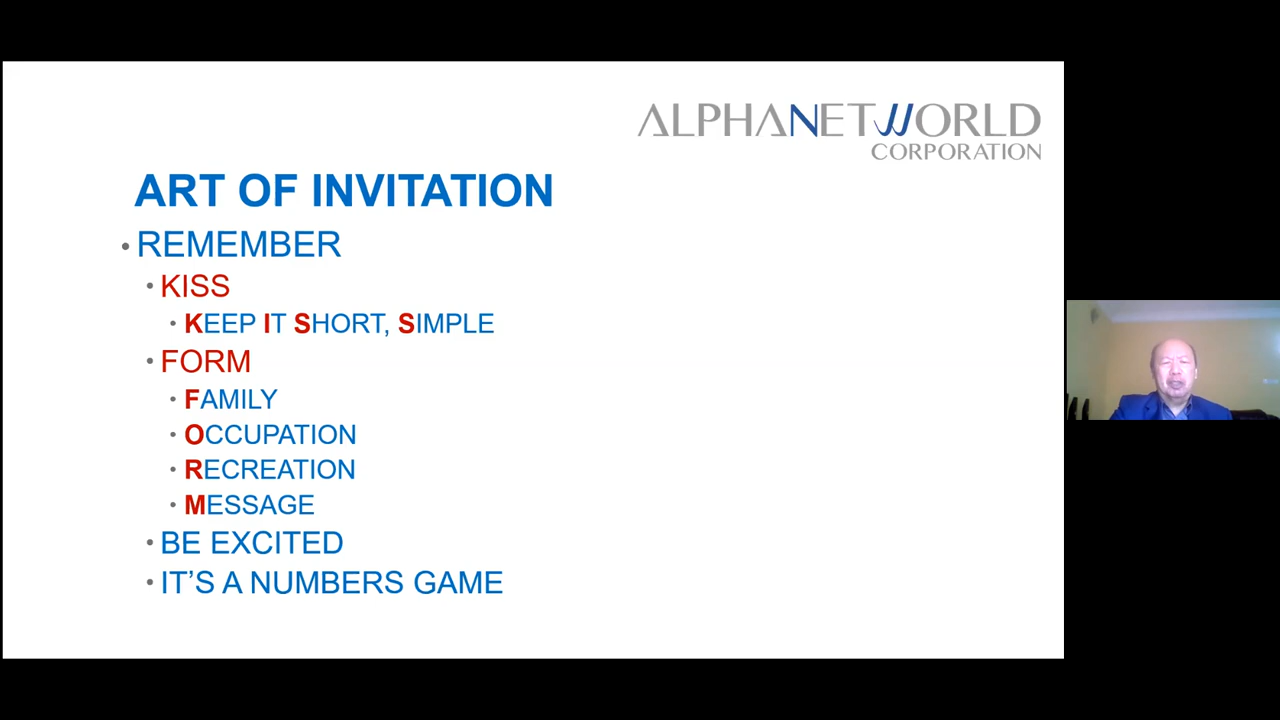 ALPHANETWORLD
CORPORATION
ART OF INVITATION
REMEMBER
KISS
KEEP IT SHORT, SIMPLE
FORM
FAMILY
OCCUPATION
RECREATION
MESSAGE
BE EXCITED
IT’S A NUMBERS GAME